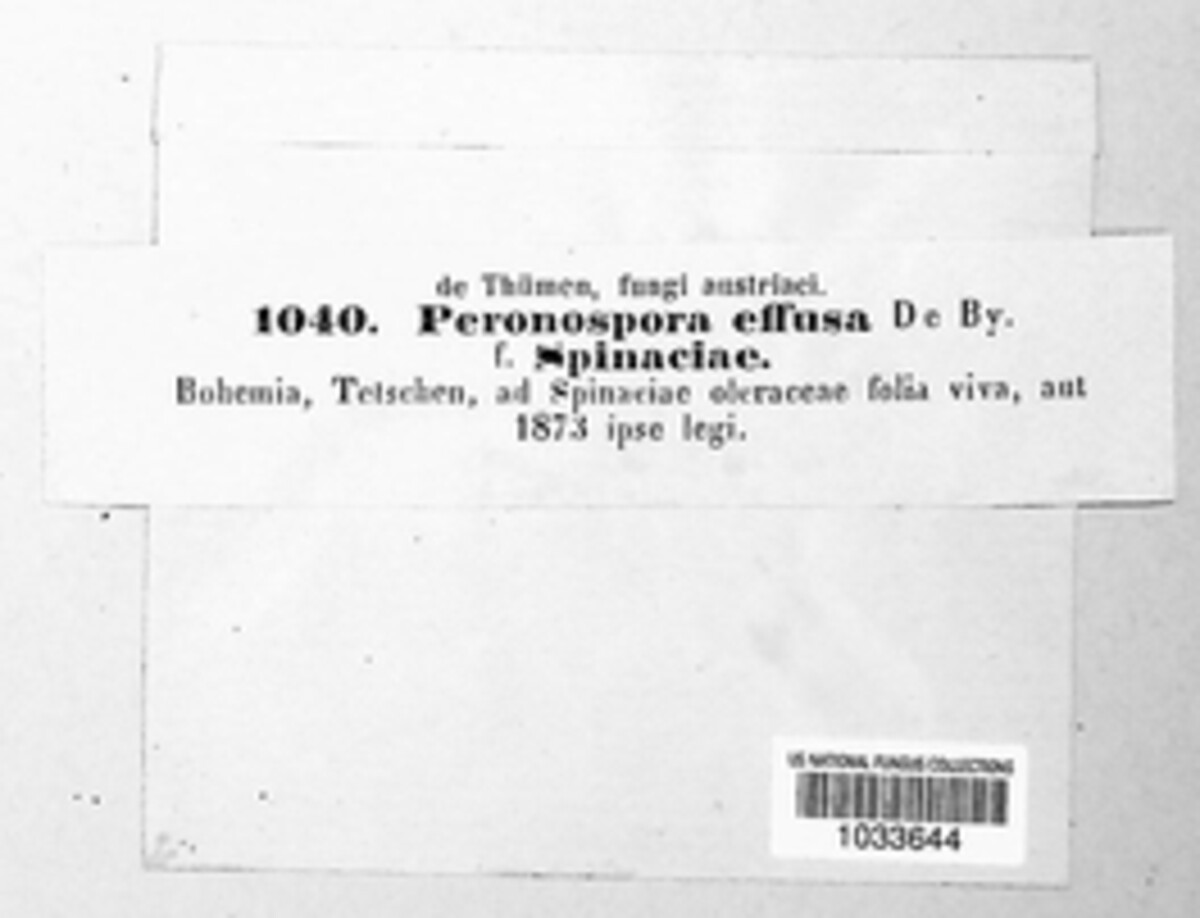 de Thümen, fungi austriaci.
1040. Peronospora effusa De By.
f. Spinaciae.
Bohemia, Tetschen, ad Spinaciae oleraceae folia viva, aut
1873 ipse legi.
US NATIONAL FUNGUS COLLECTIONS
1033644